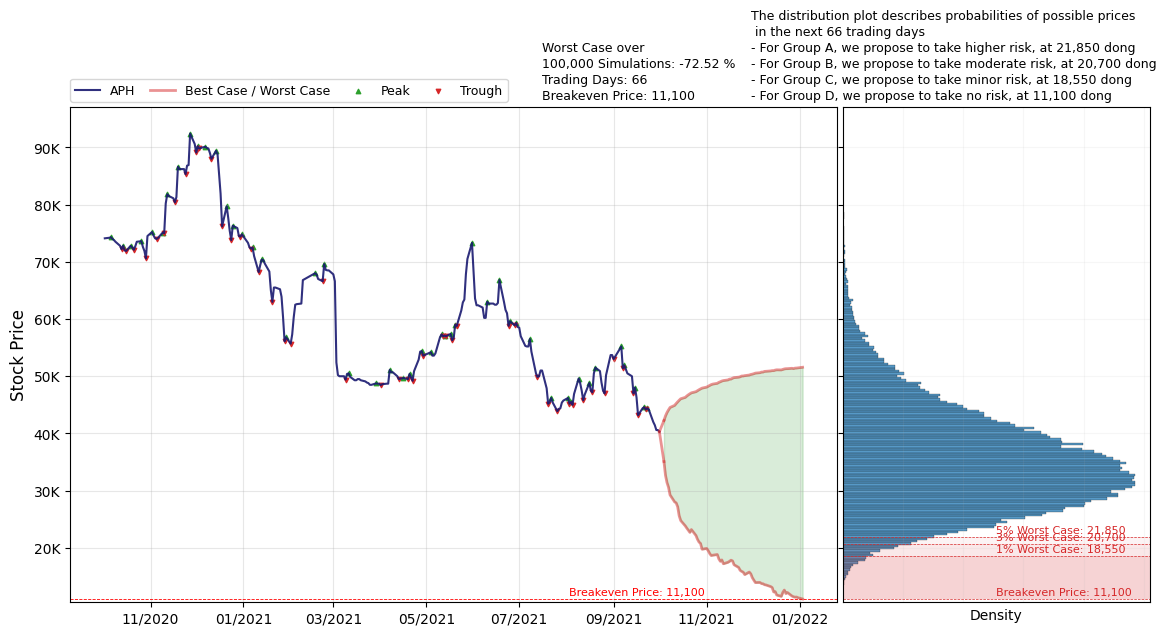 The distribution plot describes probabilities of possible prices
in the next 66 trading days
- For Group A, we propose to take higher risk, at 21,850 dong
- For Group B, we propose to take moderate risk, at 20,700 dong
- For Group C, we propose to take minor risk, at 18,550 dong
- For Group D, we propose to take no risk, at 11,100 dong
Worst Case over
100,000 Simulations: -72.52 %
Trading Days: 66
Breakeven Price: 11,100
APH
Best Case / Worst Case
Peak
Trough
Stock Price
90K
80K
70K
60K
50K
40K
30K
20K
Breakeven Price: 11,100
11/2020
01/2021
03/2021
05/2021
07/2021
09/2021
11/2021
01/2022
5% Worst Case: 21,850
3% Worst Case: 20,700
1% Worst Case: 18,550
Breakeven Price: 11,100
Density